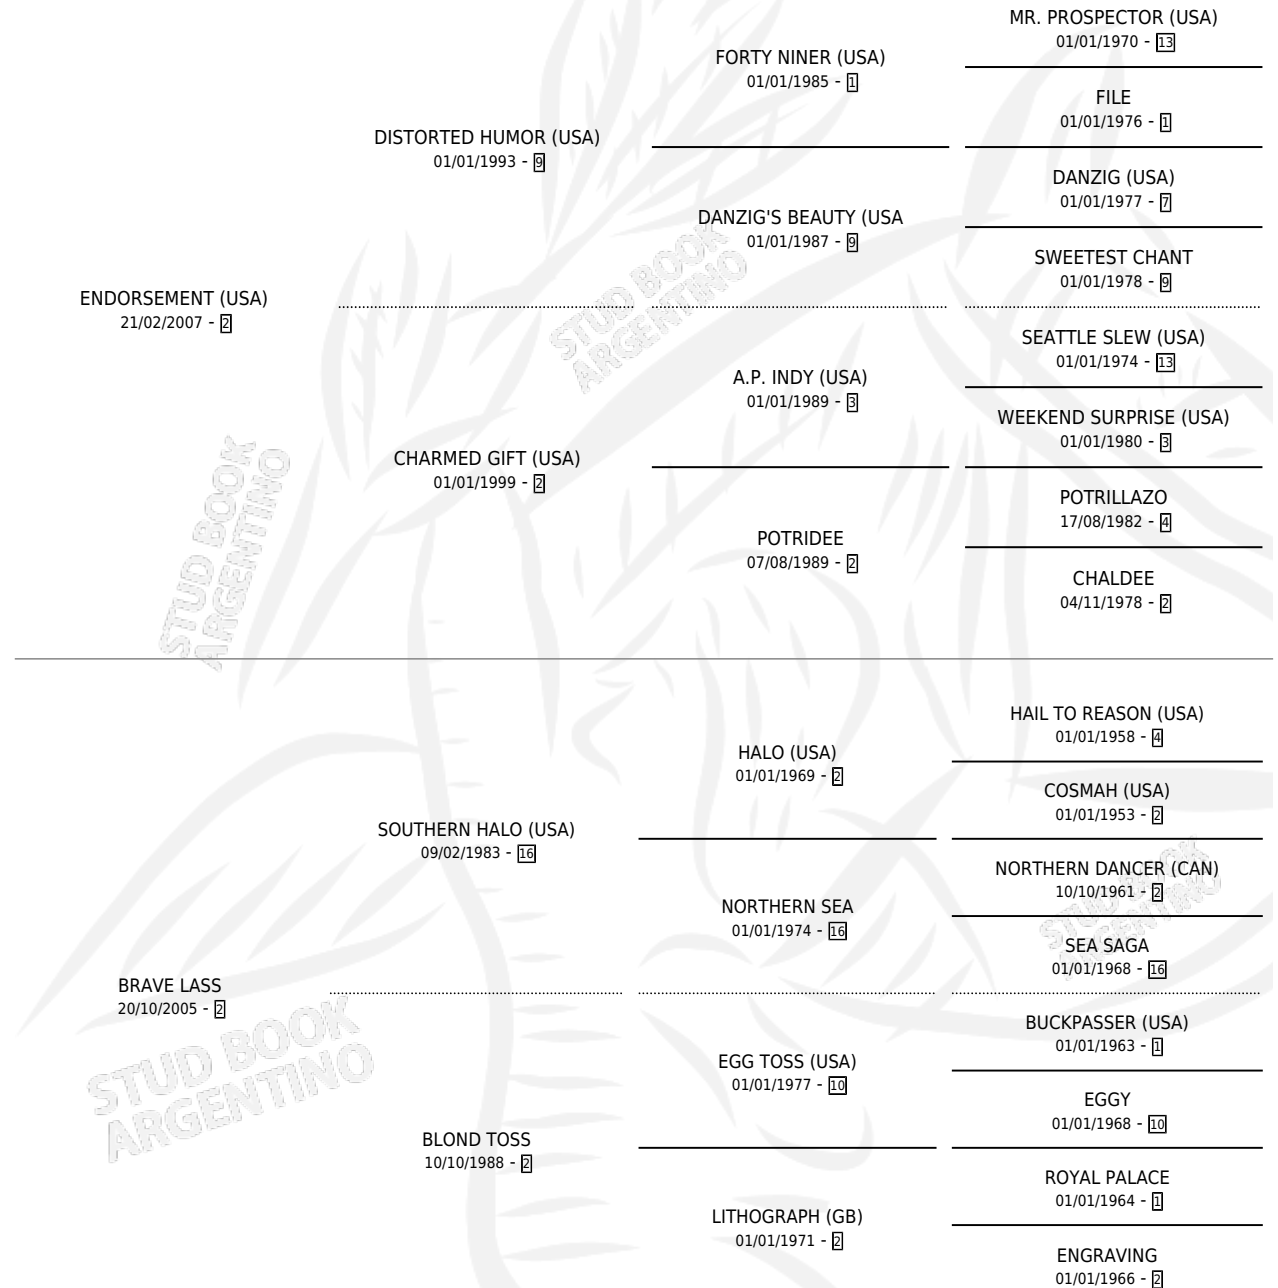 MR. PROSPECTOR (USA)
01/01/1970 - 13
FORTY NINER (USA)
01/01/1985 - 1
FILE
01/01/1976 - 1
DISTORTED HUMOR (USA)
01/01/1993 - 9
DANZIG (USA)
01/01/1977 - 7
DANZIG'S BEAUTY (USA
01/01/1987 - 9
SWEETEST CHANT
01/01/1978 - 9
ENDORSEMENT (USA)
21/02/2007 - 2
STUD BOOK
ARGENTINO
SEATTLE SLEW (USA)
01/01/1974 - 13
A.P. INDY (USA)
01/01/1989 - 3
WEEKEND SURPRISE (USA)
01/01/1980 - 3
CHARMED GIFT (USA)
01/01/1999 - 2
POTRILLAZO
17/08/1982 - 4
POTRIDEE
07/08/1989 - 2
CHALDEE
04/11/1978 - 2
STUD BOOK
ARGENTINO
HAIL TO REASON (USA)
01/01/1958 - 4
HALO (USA)
01/01/1969 - 2
COSMAH (USA)
01/01/1953 - 2
SOUTHERN HALO (USA)
09/02/1983 - 16
NORTHERN DANCER (CAN)
10/10/1961 - 2
NORTHERN SEA
01/01/1974 - 16
STUD BOOK
ARGENTINO
SEA SAGA
01/01/1968 - 16
BRAVE LASS
20/10/2005 - 2
STUD BOOK
ARGENTINO
BUCKPASSER (USA)
01/01/1963 - 1
EGG TOSS (USA)
01/01/1977 - 10
EGGY
01/01/1968 - 10
BLOND TOSS
10/10/1988 - 2
ROYAL PALACE
01/01/1964 - 1
LITHOGRAPH (GB)
01/01/1971 - 2
ENGRAVING
01/01/1966 - 2